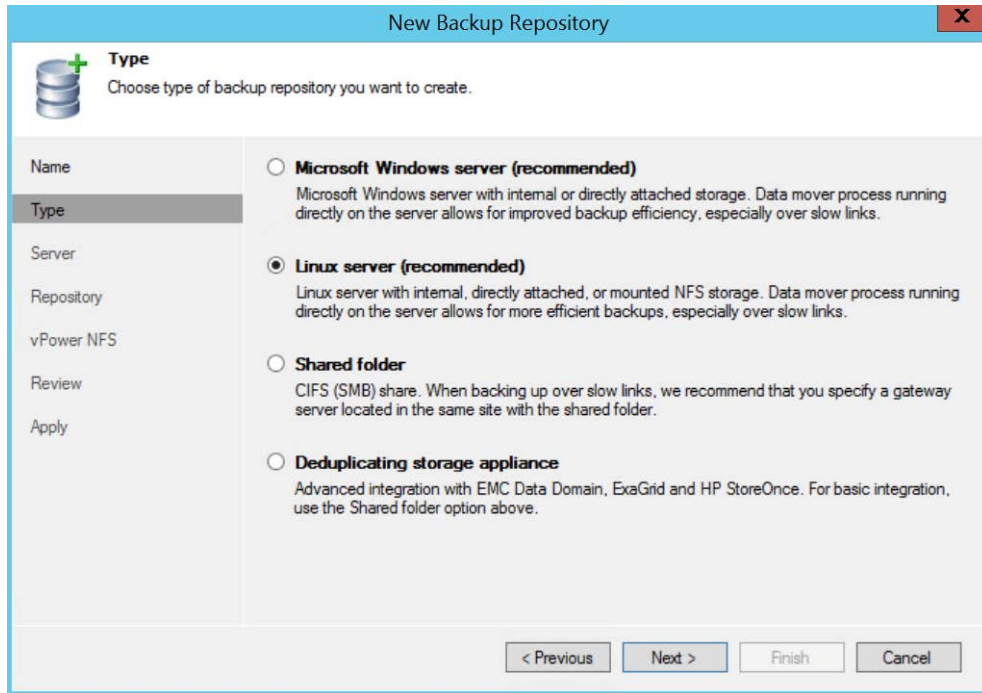 New Backup Repository
X
Type
Choose type of backup repository you want to create.
Name
Type
Server
Repository
vPower NFS
Review
Apply
Microsoft Windows server (recommended)
Microsoft Windows server with internal or directly attached storage. Data mover process running
directly on the server allows for improved backup efficiency, especially over slow links.
Linux server (recommended)
Linux server with internal, directly attached, or mounted NFS storage. Data mover process running
directly on the server allows for more efficient backups, especially over slow links.
Shared folder
CIFS (SMB) share. When backing up over slow links, we recommend that you specify a gateway
server located in the same site with the shared folder.
Deduplicating storage appliance
Advanced integration with EMC Data Domain, ExaGrid and HP StoreOnce. For basic integration,
use the Shared folder option above.
< Previous
Next >
Finish
Cancel